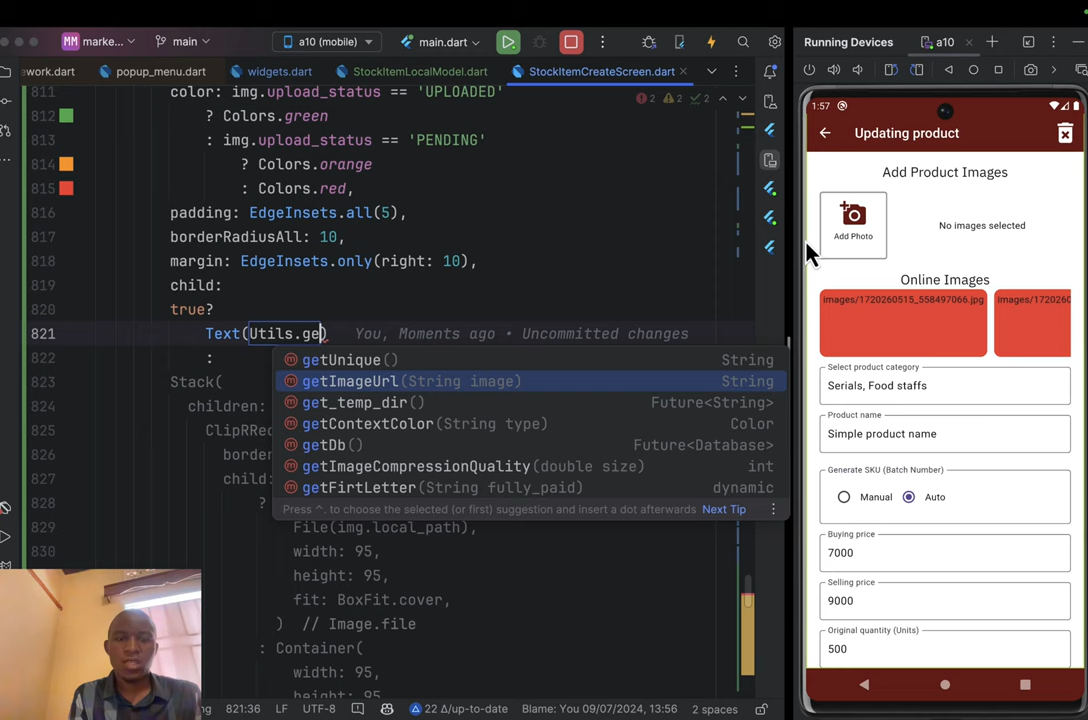 MM marke... main a10 (mobile) main.dart Running Devices a10
ework.dart popup_menu.dart widgets.dart StockItemLocalModel.dart StockItemCreateScreen.dart
811 color: img.upload_status == 'UPLOADED' 2 2 2
812 ? Colors.green
813 : img.upload_status == 'PENDING'
814 ? Colors.orange
815 : Colors.red,
816 padding: EdgeInsets.all(5),
817 borderRadiusAll: 10,
818 margin: EdgeInsets.only(right: 10),
819 child:
820 true?
821 Text(Utils.ge) You, Moments ago • Uncommitted changes
822 :
823 Stack(
824 children:
825 ClipRRec
826 border
827 child:
828 ?
829 File(img.local_path),
830 width: 95,
height: 95,
fit: BoxFit.cover,
) // Image.file
: Container(
width: 95,
height: 95
m getUnique() String
m getImageUrl(String image) String
m get_temp_dir() Future<String>
m getContextColor(String type) Color
m getDb() Future<Database>
m getImageCompressionQuality(double size) int
m getFirtLetter(String fully_paid) dynamic
Press ^. to choose the selected (or first) suggestion and insert a dot afterwards Next Tip
821:36 LF UTF-8 22 Δ/up-to-date Blame: You 09/07/2024, 13:56 2 spaces
1:57
Updating product
Add Product Images
Add Photo
No images selected
Online Images
images/1720260515_558497066.jpg images/1720260
Select product category
Serials, Food staffs
Product name
Simple product name
Generate SKU (Batch Number)
Manual Auto
Buying price
7000
Selling price
9000
Original quantity (Units)
500